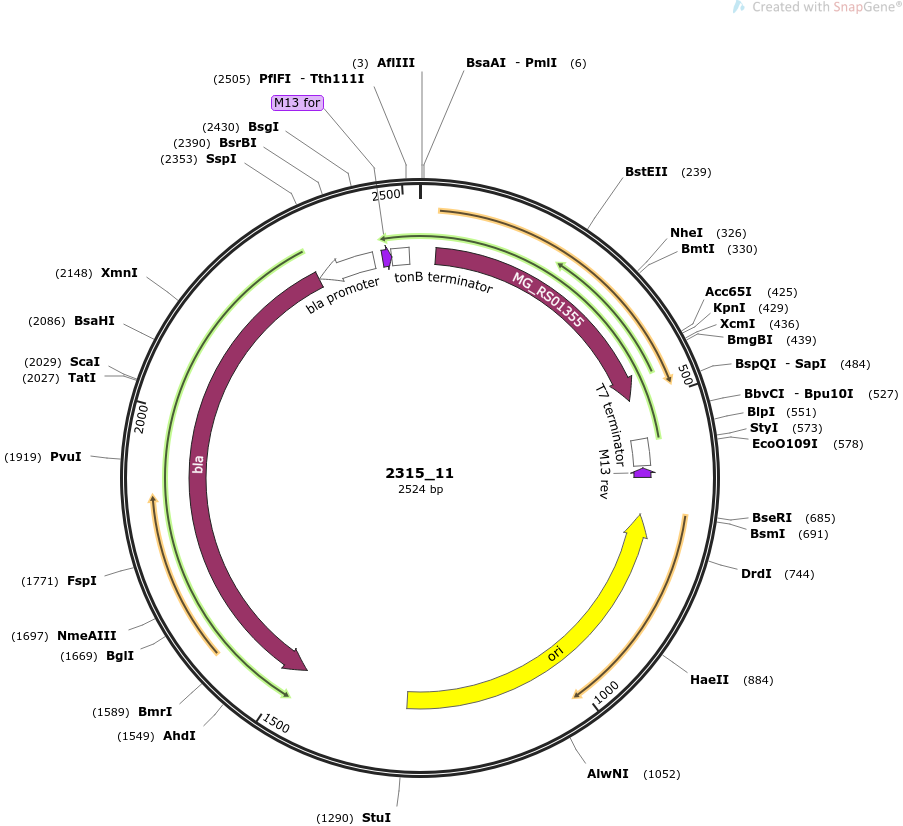 Created with SnapGene®
(3) AflIII
BsaAI - PmlI (6)
(2505) PflFI - Tth111I
M13 for
(2430) BsgI
(2390) BsrBI
(2353) SspI
2500
BstEII (239)
NheI (326)
BmtI (330)
(2148) XmnI
bla promoter
tonB terminator
MG_RS01355
Acc65I (425)
KpnI (429)
XcmI (436)
BmgBI (439)
(2086) BsaHI
(2029) ScaI
(2027) TatI
BspQI - SapI (484)
500
BbvCI - Bpu10I (527)
BlpI (551)
StyI (573)
EcoO109I (578)
2000
T7 terminator
M13 rev
(1919) PvuI
bla
2315_11
2524 bp
BseRI (685)
BsmI (691)
DrdI (744)
(1771) FspI
(1697) NmeAIII
(1669) BglI
ori
HaeII (884)
1000
(1589) BmrI
(1549) AhdI
1500
AlwNI (1052)
(1290) StuI